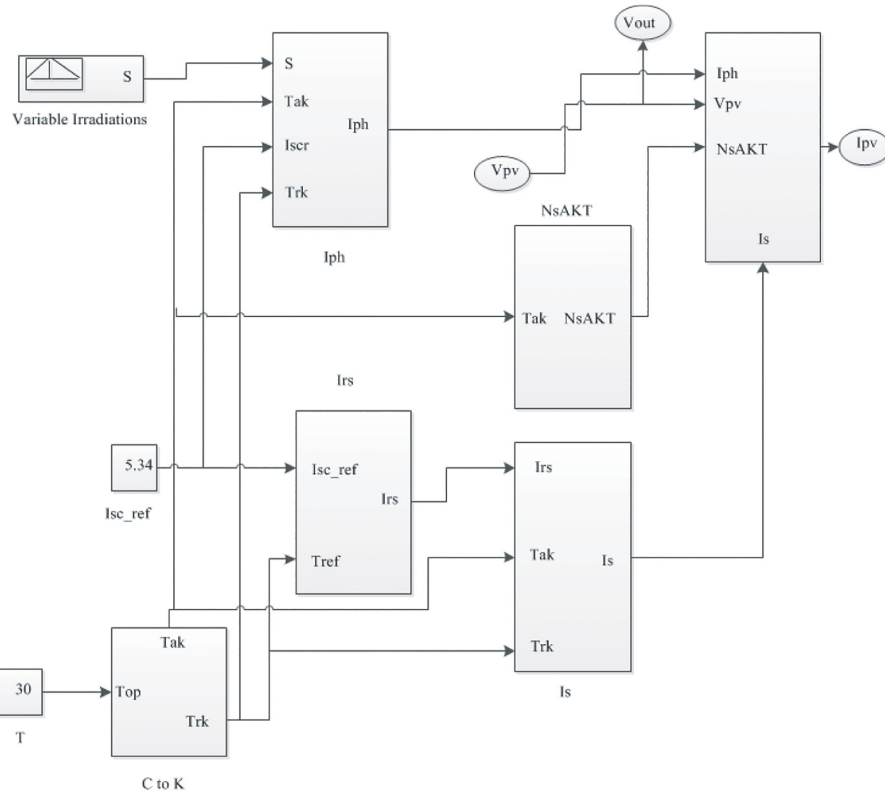 Vout
S
Variable Irradiations
S
Tak
Iscr
Trk
Iph
Iph
Vpv
NsAKT
Iph
Vpv
NsAKT
Is
Ipv
Tak
NsAKT
Irs
5.34
Isc_ref
Isc_ref
Irs
Tref
Irs
Tak
Is
Trk
Is
30
T
Tak
Top
Trk
C to K